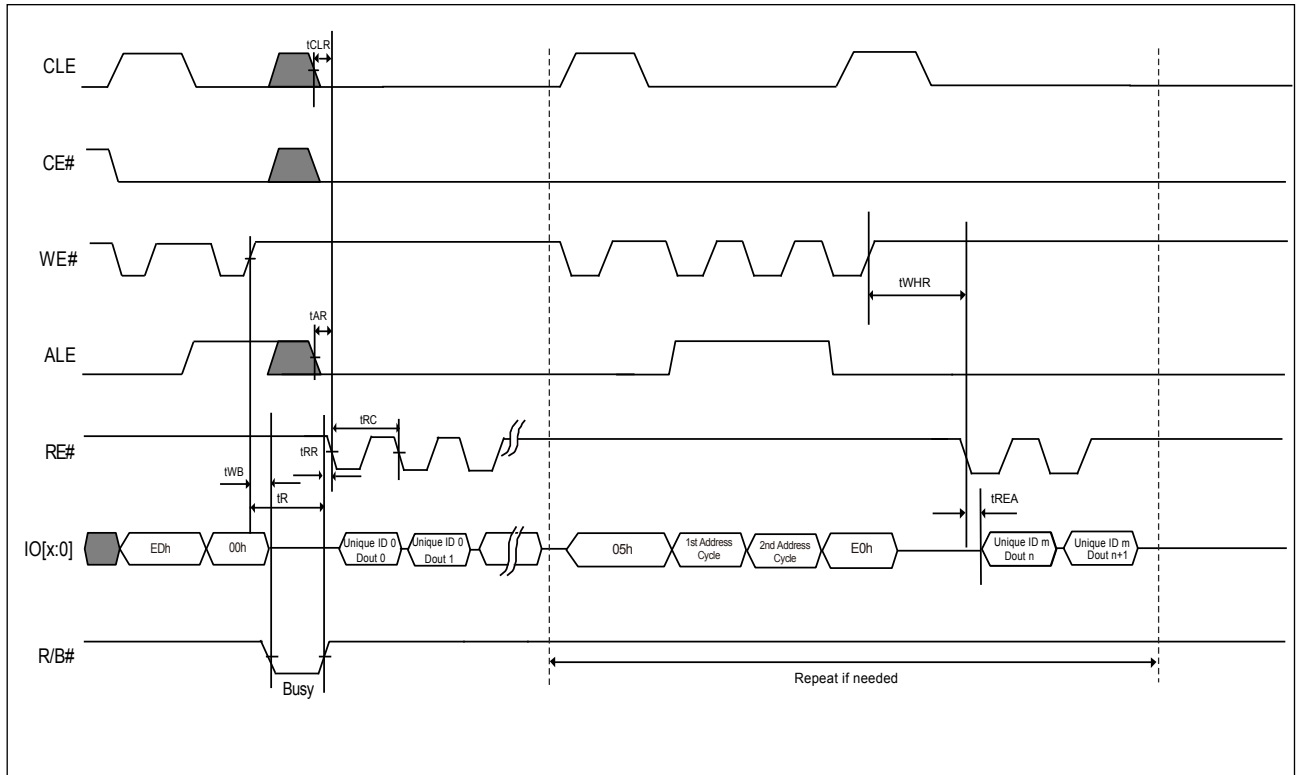 tCLR
CLE
CE#
WE#
tWHR
tAR
ALE
tRC
RE#
tRR
tWB
tR
tREA
IO[x:0]
EDh
00h
Unique ID 0
Dout 0
Unique ID 0
Dout 1
05h
1st Address
Cycle
2nd Address
Cycle
E0h
Unique ID m
Dout n
Unique ID m
Dout n+1
R/B#
Busy
Repeat if needed